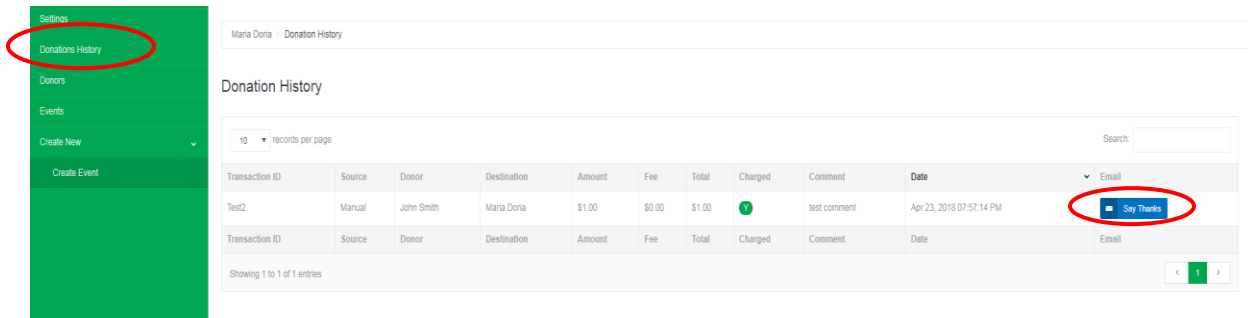 Settings
Donations History
Donors
Events
Create New
Create Event
Maria Doria / Donation History
Donation History
10 records per page
Search:
Transaction ID Source Donor Destination Amount Fee Total Charged Comment Date Email
Test2 Manual John Smith Maria Doria $1.00 $0.00 $1.00 Y test comment Apr 23, 2018 07:57:14 PM Say Thanks
Transaction ID Source Donor Destination Amount Fee Total Charged Comment Date Email
Showing 1 to 1 of 1 entries
‹ 1 ›